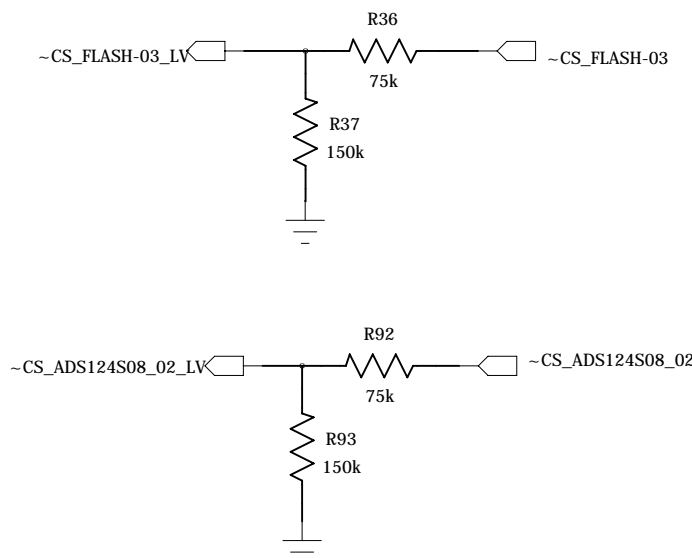 R36
~CS_FLASH-03_LV
~CS_FLASH-03
75k
R37
150k
R92
~CS_ADS124S08_02_LV
~CS_ADS124S08_02
75k
R93
150k